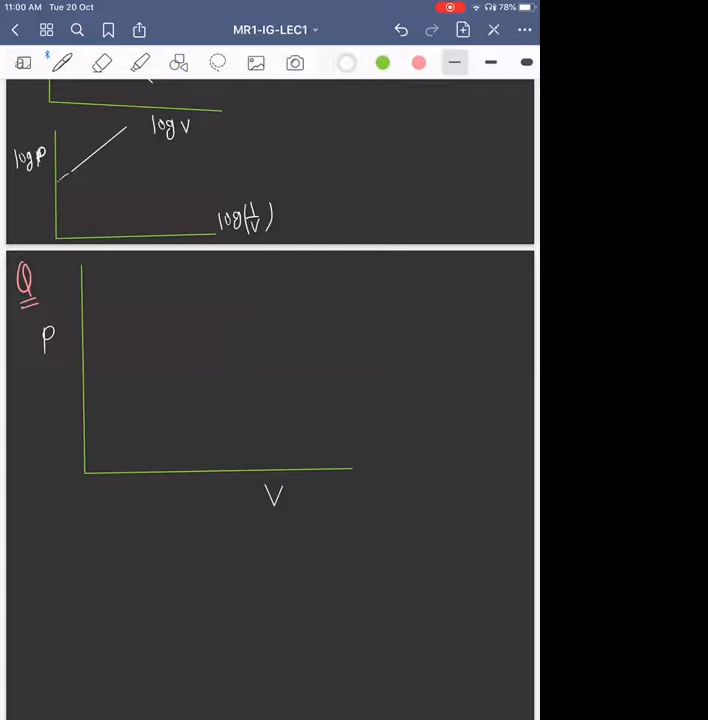 11:00 AM Tue 20 Oct
78%
MR1-IG-LEC1
log V
log P
log(1/V)
Q
P
V